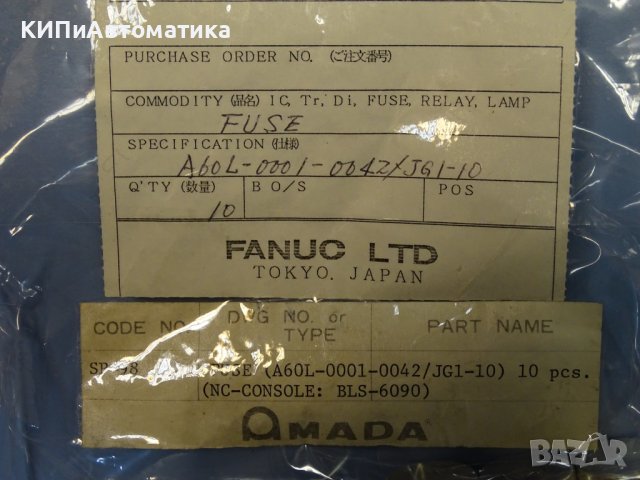 КИПиАвтоматика
PURCHASE ORDER NO. (ご注文番号)
COMMODITY (品名) IC, Tr, Di, FUSE, RELAY, LAMP
FUSE
SPECIFICATION (仕様)
A60L-0001-0042/JG1-10
Q'TY (数量) B O/S POS
10
FANUC LTD
TOKYO. JAPAN
CODE NO DWG NO. or TYPE PART NAME
FUSE (A60L-0001-0042/JG1-10) 10 pcs.
(NC-CONSOLE: BLS-6090)
AMADA
BAZAR